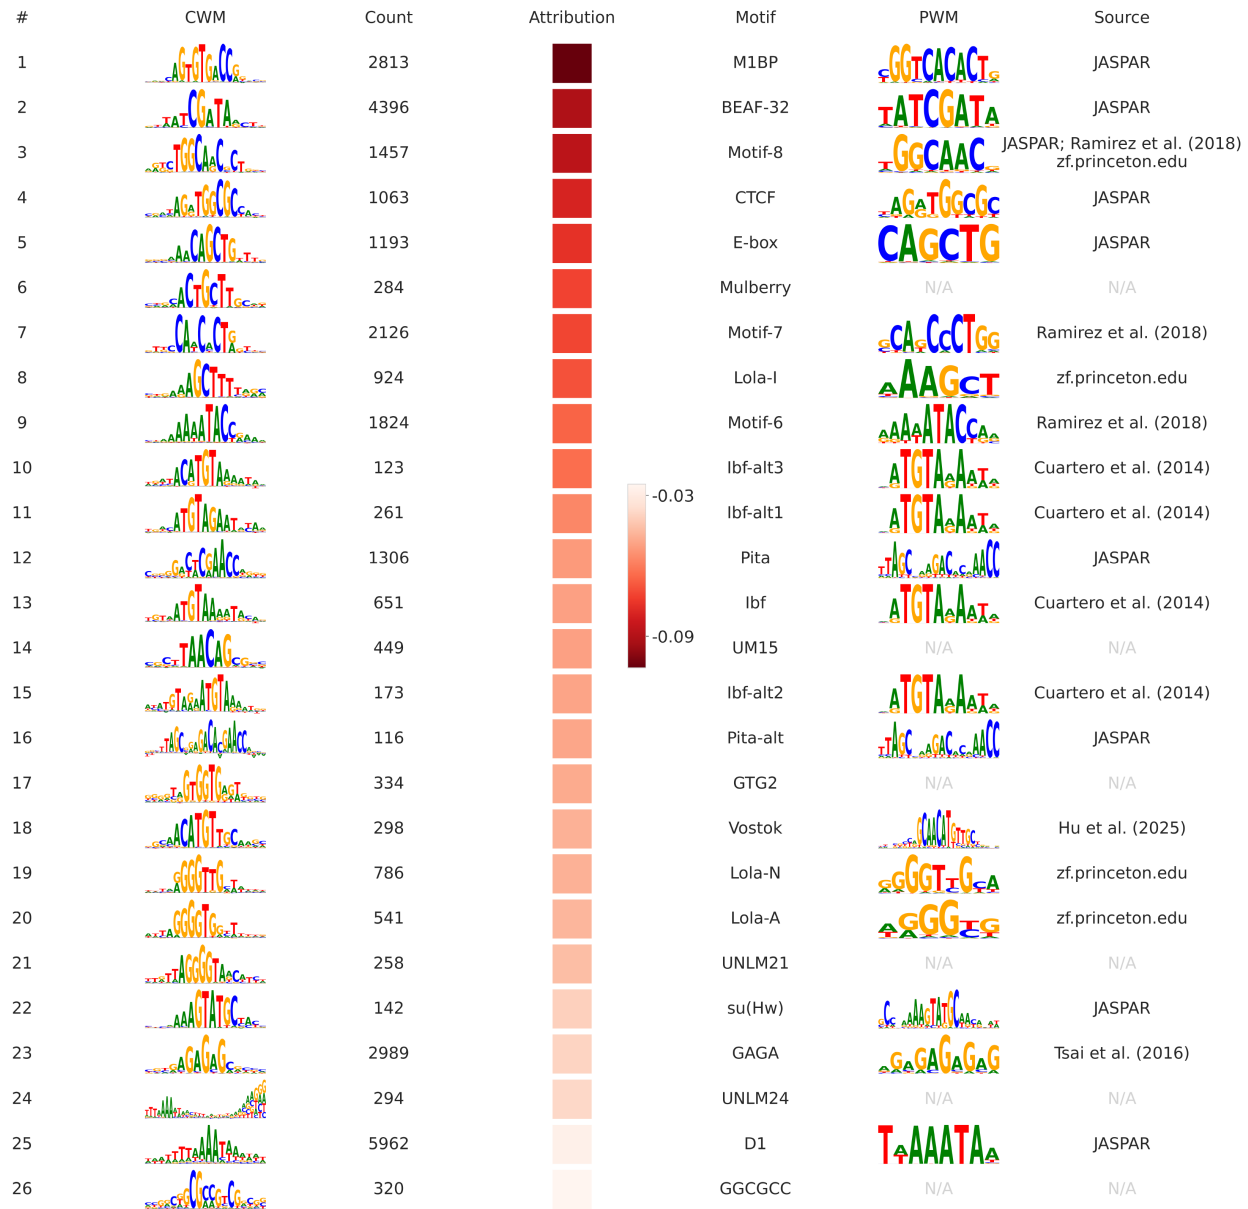 # CWM Count Attribution Motif PWM Source
1 2813 M1BP JASPAR
2 4396 BEAF-32 JASPAR
3 1457 Motif-8 JASPAR; Ramirez et al. (2018)
zf.princeton.edu
4 1063 CTCF JASPAR
5 1193 E-box CAGCTG JASPAR
6 284 Mulberry N/A N/A
7 2126 Motif-7 Ramirez et al. (2018)
8 924 Lola-I AAAGCT zf.princeton.edu
9 1824 Motif-6 Ramirez et al. (2018)
10 123 Ibf-alt3 Cuartero et al. (2014)
-0.03
11 261 Ibf-alt1 Cuartero et al. (2014)
12 1306 Pita JASPAR
13 651 Ibf Cuartero et al. (2014)
-0.09
14 449 UM15 N/A N/A
15 173 Ibf-alt2 Cuartero et al. (2014)
16 116 Pita-alt JASPAR
17 334 GTG2 N/A N/A
18 298 Vostok Hu et al. (2025)
19 786 Lola-N zf.princeton.edu
20 541 Lola-A zf.princeton.edu
21 258 UNLM21 N/A N/A
22 142 su(Hw) JASPAR
23 2989 GAGA Tsai et al. (2016)
24 294 UNLM24 N/A N/A
25 5962 D1 JASPAR
26 320 GGCGCC N/A N/A